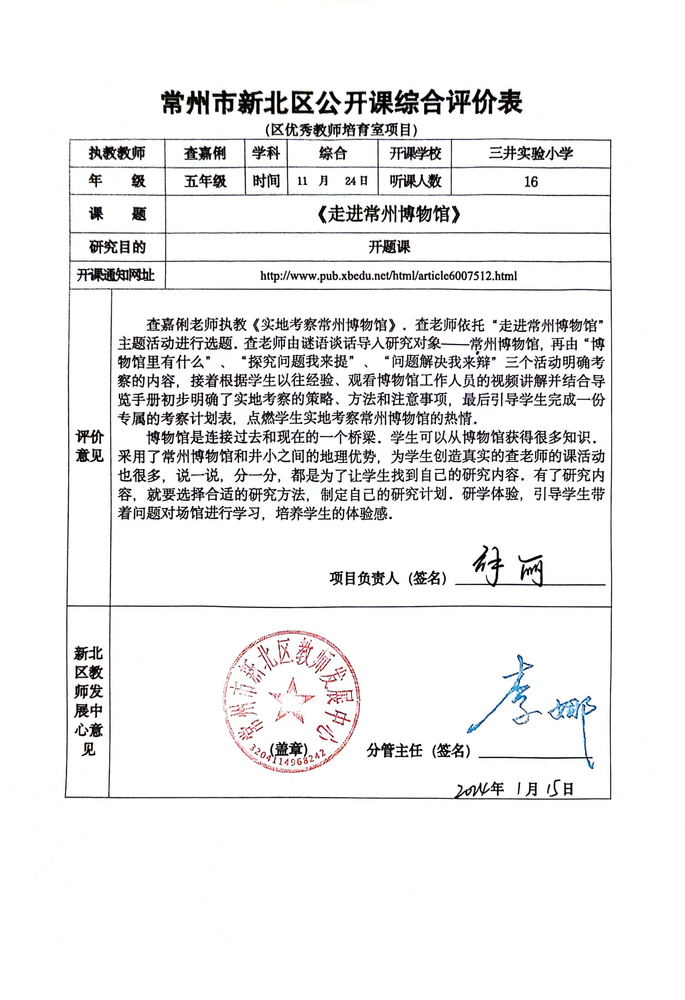 常州市新北区公开课综合评价表
(区优秀教师培育室项目)
执教教师 查嘉俐 学科 综合 开课学校 三井实验小学
年 级 五年级 时间 11 月 24日 听课人数 16
课 题 《走进常州博物馆》
研究目的 开题课
开课通知网址 http://www.pub.xbedu.net/html/article6007512.html
评价
意见
查嘉俐老师执教《实地考察常州博物馆》. 查老师依托“走进常州博物馆”
主题活动进行选题. 查老师由谜语谈话导入研究对象——常州博物馆, 再由“博
物馆里有什么”、“探究问题我来提”、“问题解决我来辩”三个活动明确考
察的内容, 接着根据学生以往经验、观看博物馆工作人员的视频讲解并结合导
览手册初步明确了实地考察的策略、方法和注意事项, 最后引导学生完成一份
专属的考察计划表, 点燃学生实地考察常州博物馆的热情.
博物馆是连接过去和现在的一个桥梁. 学生可以从博物馆获得很多知识.
采用了常州博物馆和井小之间的地理优势, 为学生创造真实的查老师的课活动
也很多, 说一说, 分一分, 都是为了让学生找到自己的研究内容. 有了研究内
容, 就要选择合适的研究方法, 制定自己的研究计划. 研学体验, 引导学生带
着问题对场馆进行学习, 培养学生的体验感.
项目负责人 (签名) 丽
新北
区教
师发
展中
心意
见
常州市新北区教师发展中心
3204114968242
(盖章) 分管主任 (签名) 李娜
2024年 1月 15日